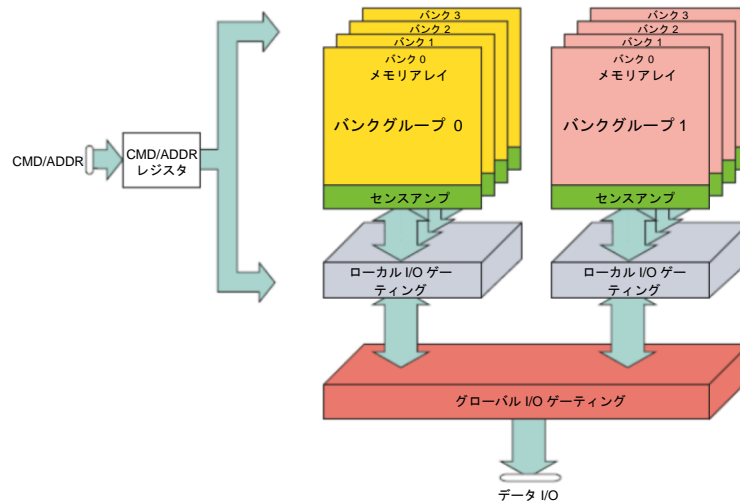 バンク 3
バンク 2
バンク 1
バンク 0
メモリアレイ
バンクグループ 0
センスアンプ
バンク 3
バンク 2
バンク 1
バンク 0
メモリアレイ
バンクグループ 1
センスアンプ
CMD/ADDR
CMD/ADDR
レジスタ
ローカル I/O ゲー
ティング
ローカル I/O ゲー
ティング
グローバル I/O ゲーティング
データ I/O